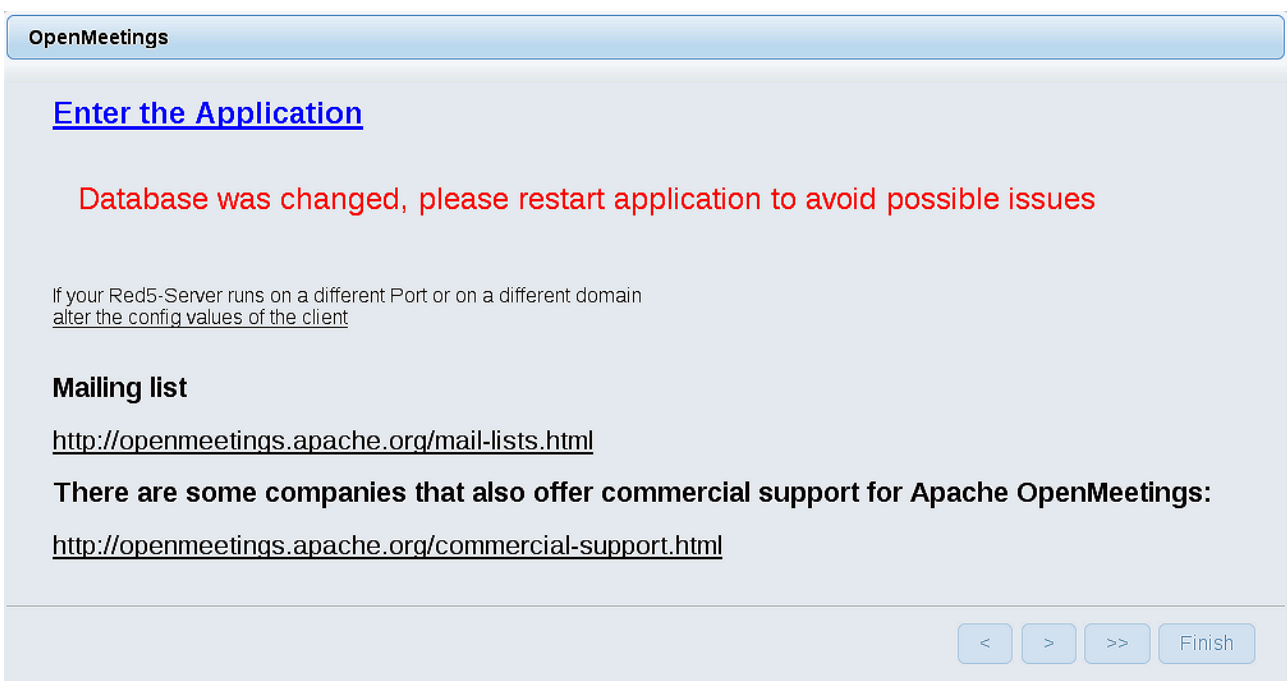 OpenMeetings
Enter the Application
Database was changed, please restart application to avoid possible issues
If your Red5-Server runs on a different Port or on a different domain
alter the config values of the client
Mailing list
http://openmeetings.apache.org/mail-lists.html
There are some companies that also offer commercial support for Apache OpenMeetings:
http://openmeetings.apache.org/commercial-support.html
< > >> Finish